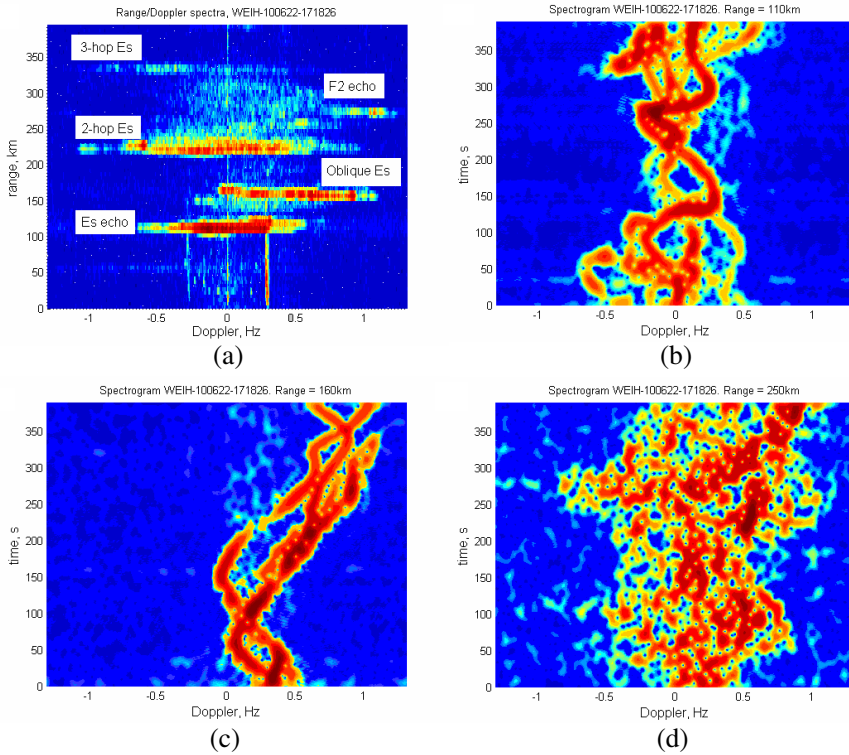 Range/Doppler spectra, WEIH-100622-171826
350
300
250
200
150
100
50
0
range, km
3-hop Es
F2 echo
2-hop Es
Oblique Es
Es echo
-1 -0.5 0 0.5 1
Doppler, Hz
(a)
Spectrogram WEIH-100622-171826. Range = 110km
350
300
250
200
150
100
50
0
time, s
-1 -0.5 0 0.5 1
Doppler, Hz
(b)
Spectrogram WEIH-100622-171826. Range = 160km
350
300
250
200
150
100
50
0
time, s
-1 -0.5 0 0.5 1
Doppler, Hz
(c)
Spectrogram WEIH-100622-171826. Range = 250km
350
300
250
200
150
100
50
0
time, s
-1 -0.5 0 0.5 1
Doppler, Hz
(d)